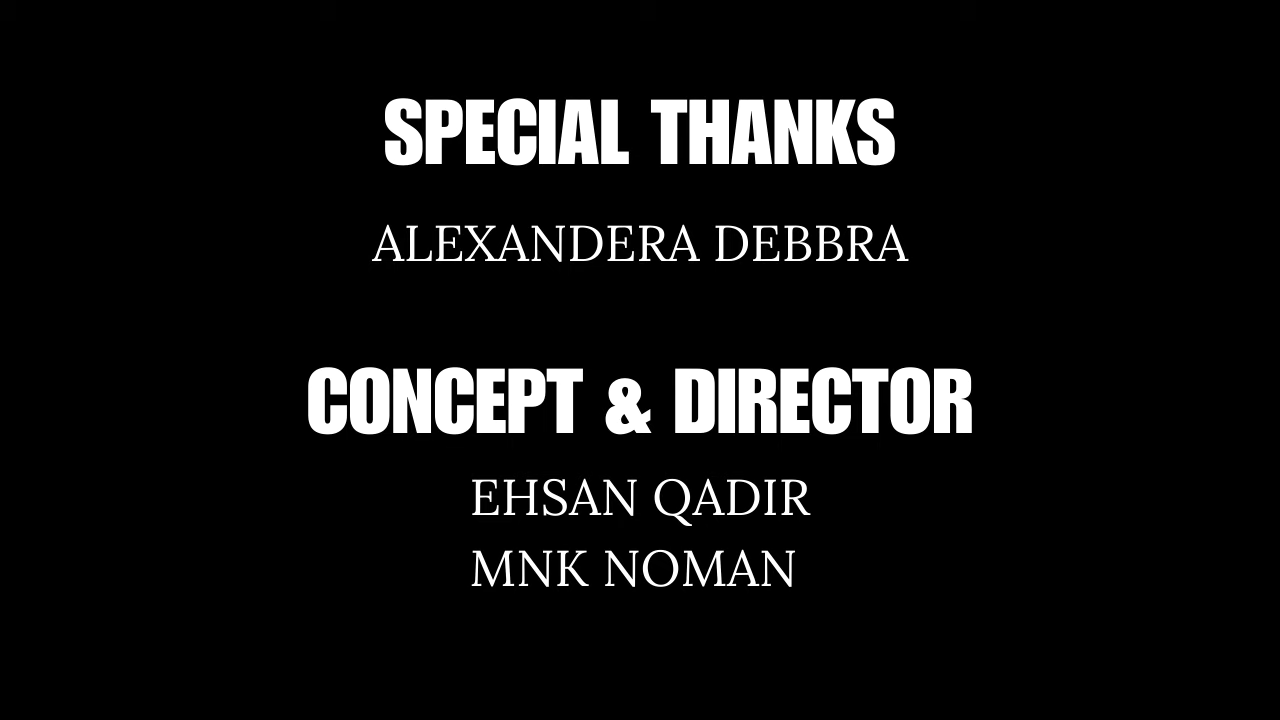 SPECIAL THANKS
ALEXANDERA DEBBRA
CONCEPT & DIRECTOR
EHSAN QADIR
MNK NOMAN